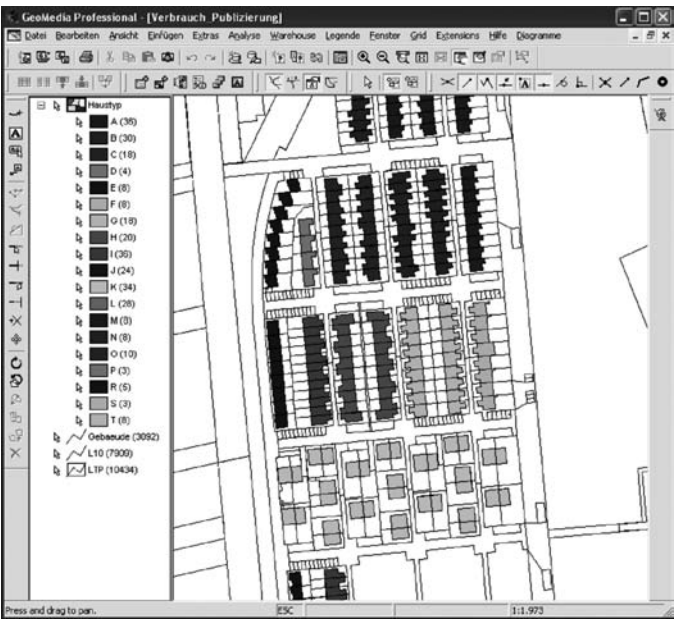 GeoMedia Professional - [Verbrauch_Publizierung]
Datei Bearbeiten Ansicht Einfügen Extras Analyse Warehouse Legende Fenster Grid Extensions Hilfe Diagramme
Haustyp
A (36)
B (30)
C (18)
D (4)
E (8)
F (8)
G (18)
H (20)
I (36)
J (24)
K (34)
L (28)
M (8)
N (8)
O (10)
P (3)
R (5)
S (3)
T (8)
Gebaeude (3092)
L10 (7909)
LTP (10434)
Press and drag to pan. ESC 1:1.973